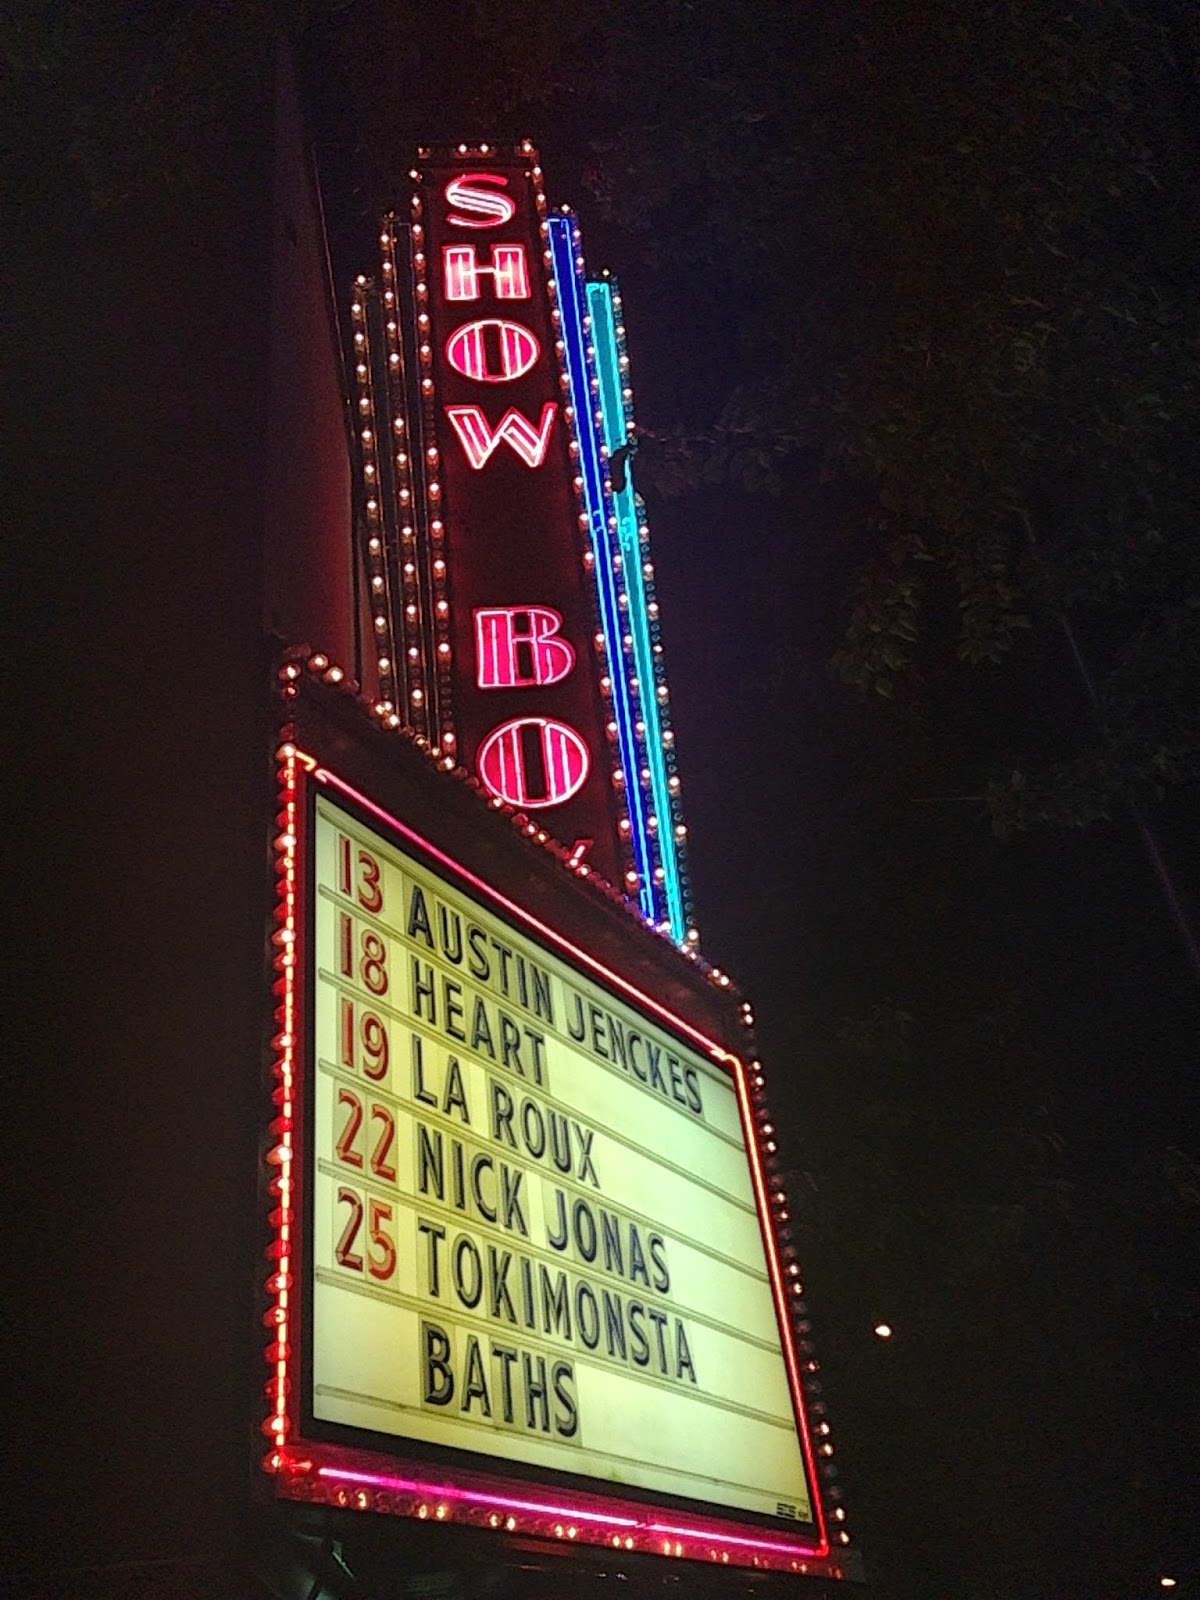 SHOW BO
13 AUSTIN JENCKES
18 HEART
19 LA ROUX
22 NICK JONAS
25 TOKIMONSTA
BATHS